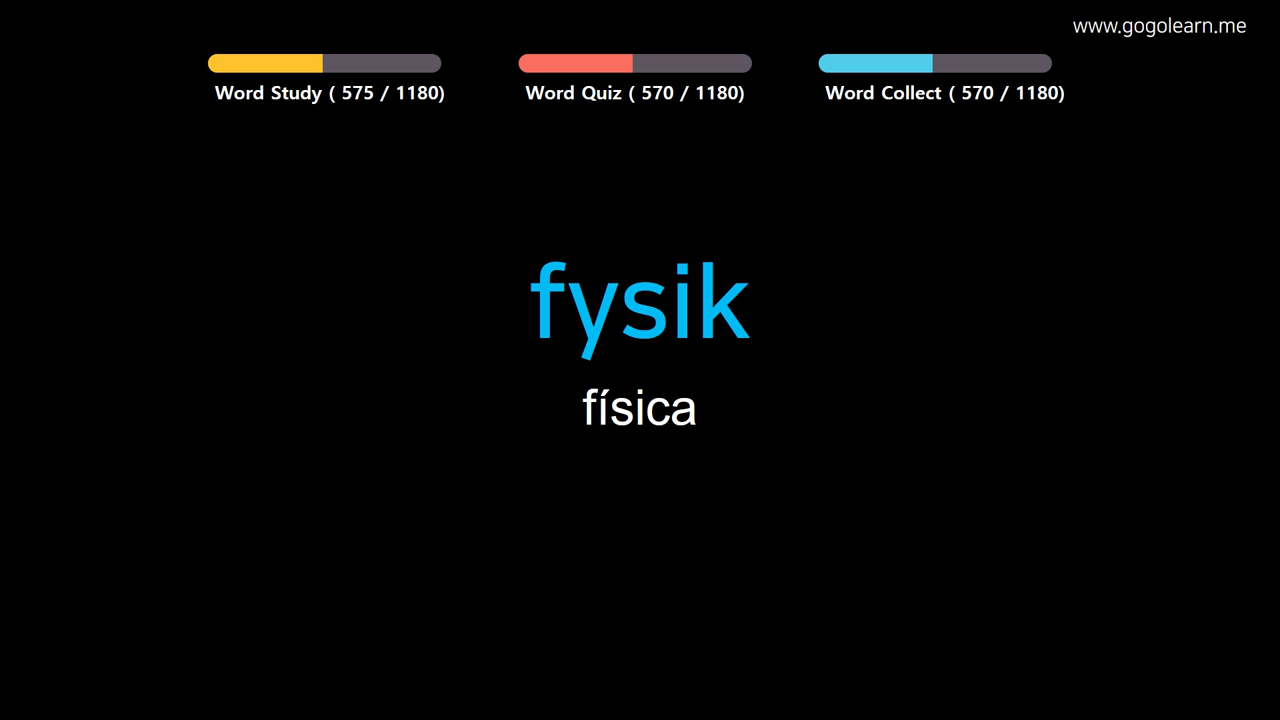 www.gogolearn.me
Word Study ( 575 / 1180)
Word Quiz ( 570 / 1180)
Word Collect ( 570 / 1180)
fysik
física